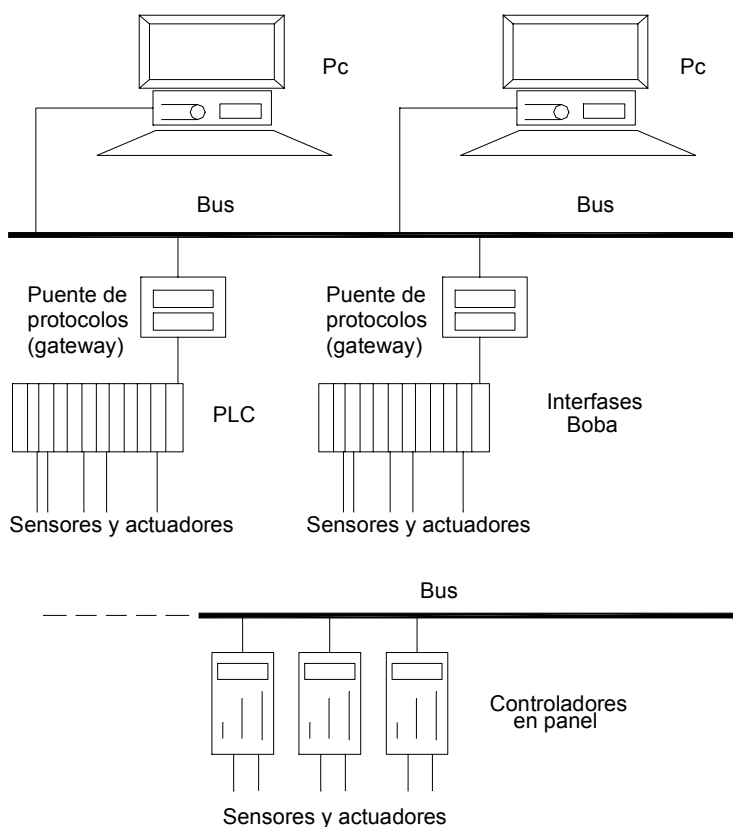 Pc
Pc
Bus
Bus
Puente de
protocolos
(gateway)
Puente de
protocolos
(gateway)
PLC
Interfases
Boba
Sensores y actuadores
Sensores y actuadores
Bus
Controladores
en panel
Sensores y actuadores